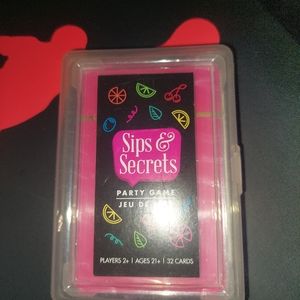 Sips &
Secrets
PARTY GAME
JEU DE
PLAYERS 2+ | AGES 21+ | 32 CARDS